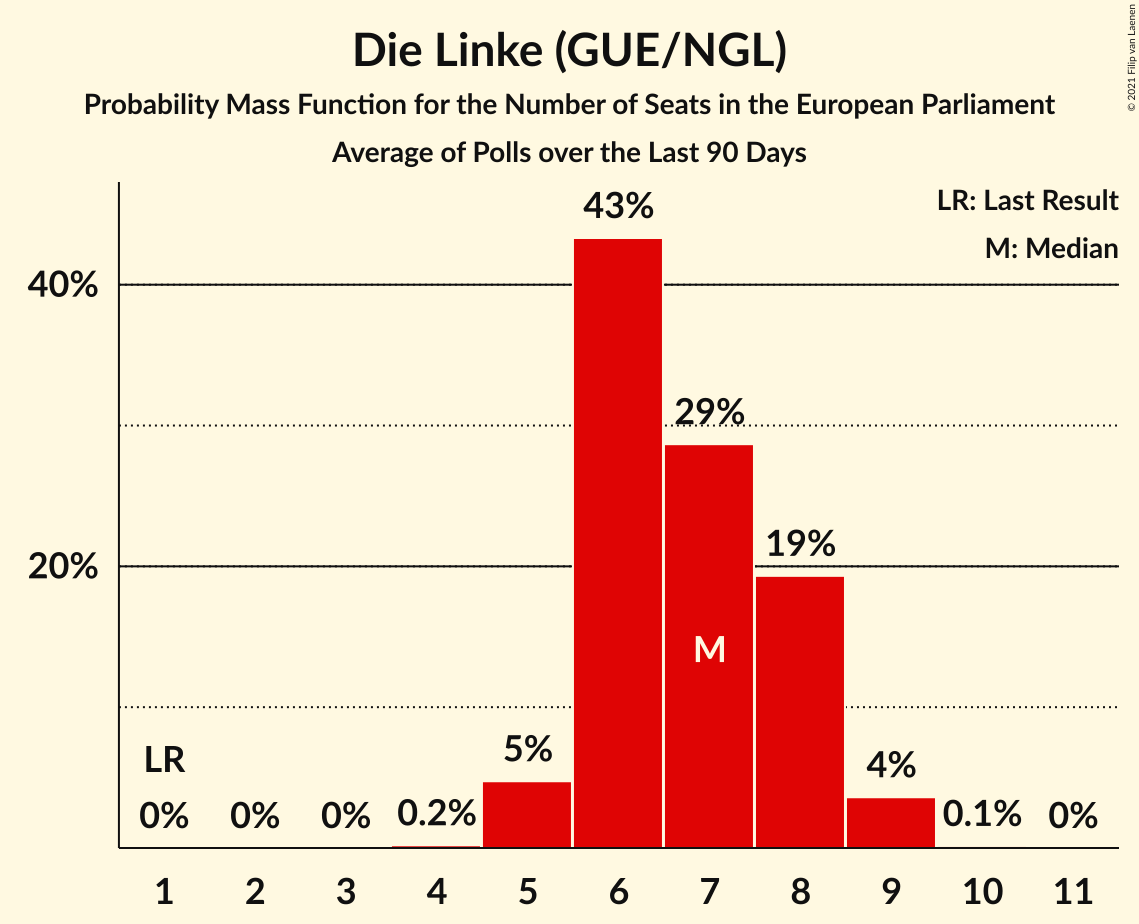 Die Linke (GUE/NGL)
Probability Mass Function for the Number of Seats in the European Parliament
Average of Polls over the Last 90 Days
© 2021 Filip van Laenen
LR: Last Result
M: Median
40%
20%
LR
0%
0%
0%
0.2%
5%
43%
29%
M
19%
4%
0.1%
0%
1 2 3 4 5 6 7 8 9 10 11